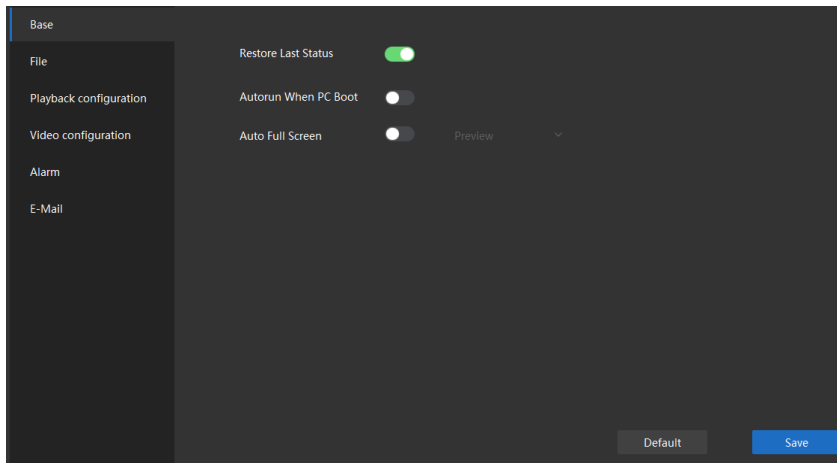 Base
File
Playback configuration
Video configuration
Alarm
E-Mail
Restore Last Status
Autorun When PC Boot
Auto Full Screen Preview
Default Save